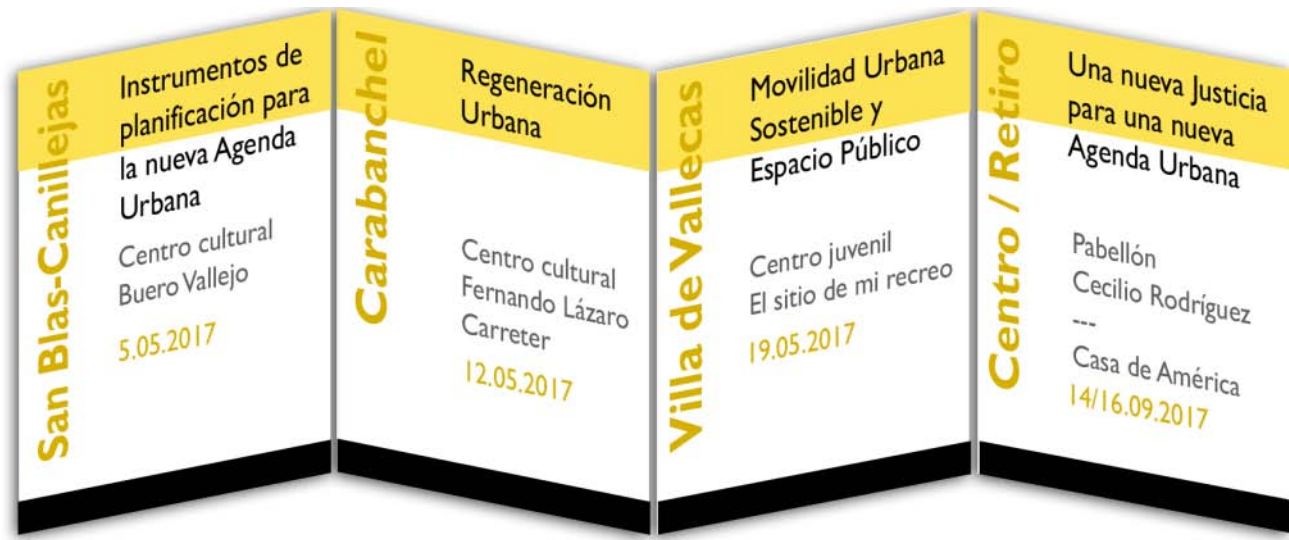 San Blas-Canillejas
Instrumentos de
planificación para
la nueva Agenda
Urbana
Centro cultural
Buero Vallejo
5.05.2017
Carabanchel
Regeneración
Urbana
Centro cultural
Fernando Lázaro
Carreter
12.05.2017
Villa de Vallecas
Movilidad Urbana
Sostenible y
Espacio Público
Centro juvenil
El sitio de mi recreo
19.05.2017
Centro / Retiro
Una nueva Justicia
para una nueva
Agenda Urbana
Pabellón
Cecilio Rodríguez
---
Casa de América
14/16.09.2017